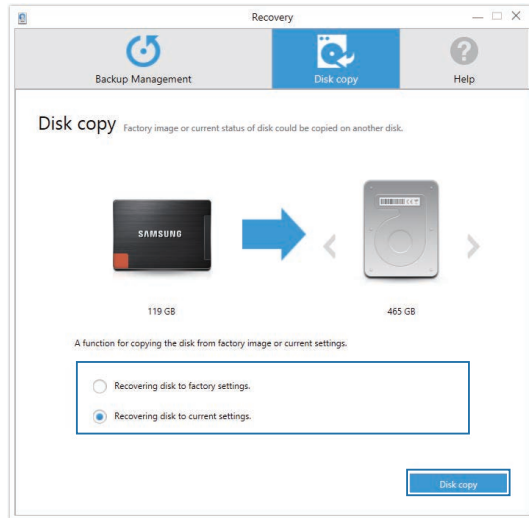 Recovery
Backup Management
Disk copy
Help
Disk copy Factory image or current status of disk could be copied on another disk.
SAMSUNG
119 GB
465 GB
A function for copying the disk from factory image or current settings.
Recovering disk to factory settings.
Recovering disk to current settings.
Disk copy